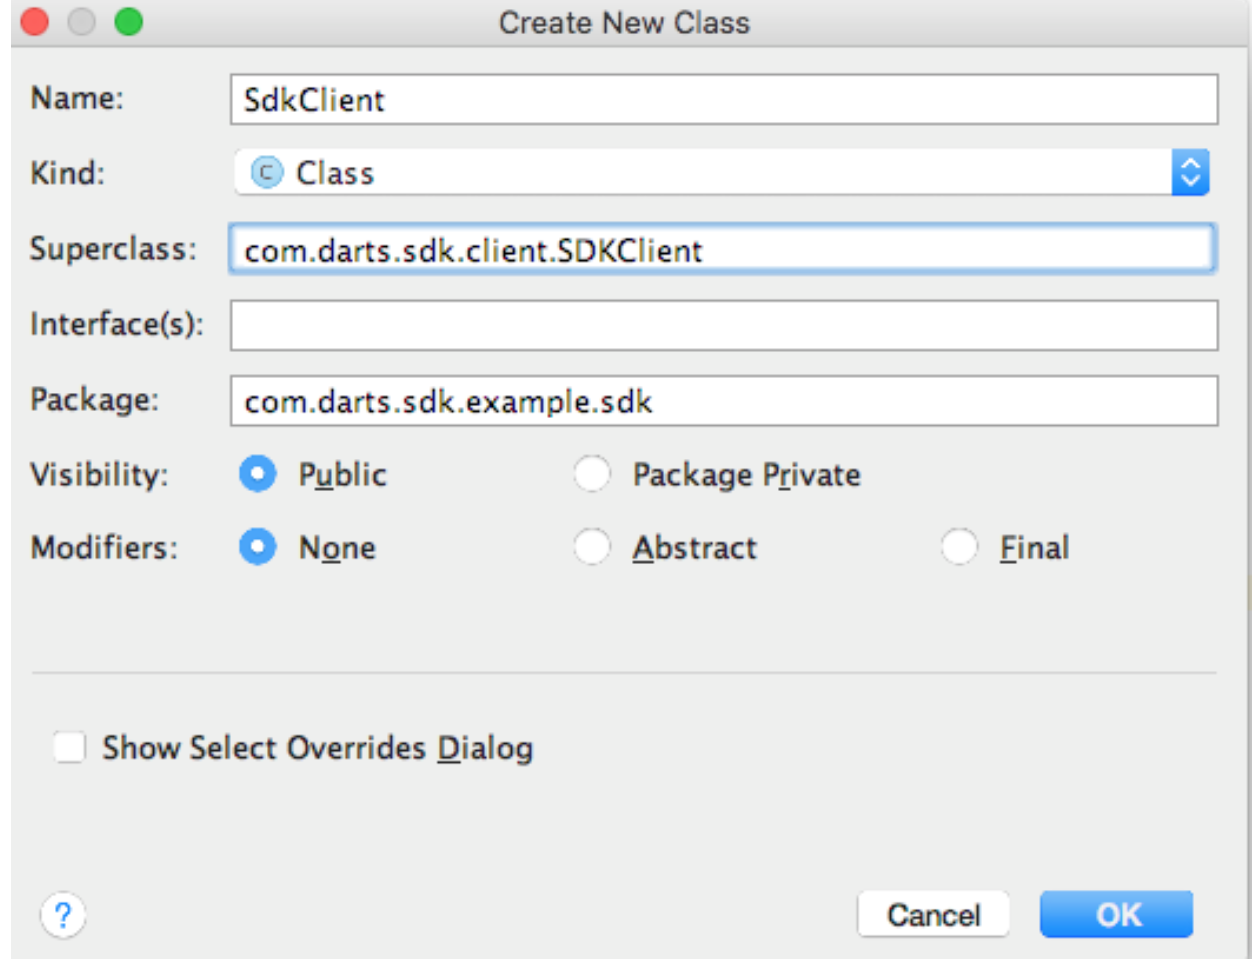 Create New Class
Name: SdkClient
Kind: C Class
Superclass: com.darts.sdk.client.SDKClient
Interface(s):
Package: com.darts.sdk.example.sdk
Visibility: Public Package Private
Modifiers: None Abstract Final
Show Select Overrides Dialog
? Cancel OK